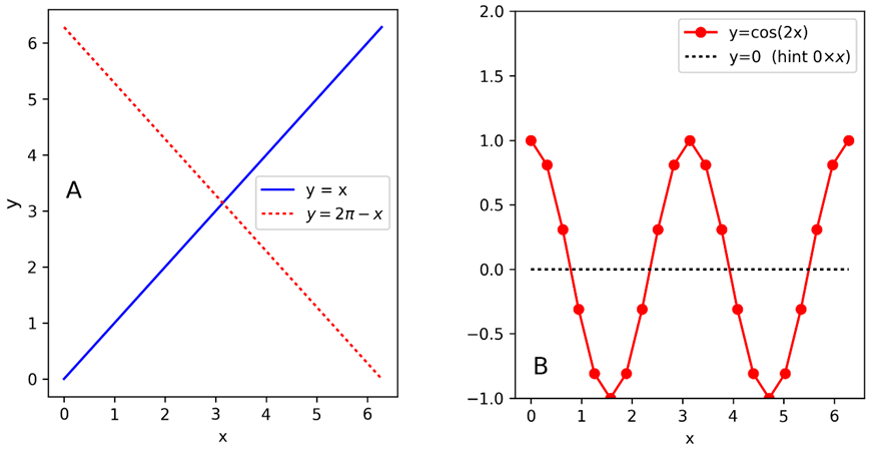 6
5
4
3
2
1
0
y
A
y = x
y = 2π − x
0 1 2 3 4 5 6
x
2.0
1.5
1.0
0.5
0.0
−0.5
−1.0
y=cos(2x)
y=0 (hint 0×x)
B
0 1 2 3 4 5 6
x